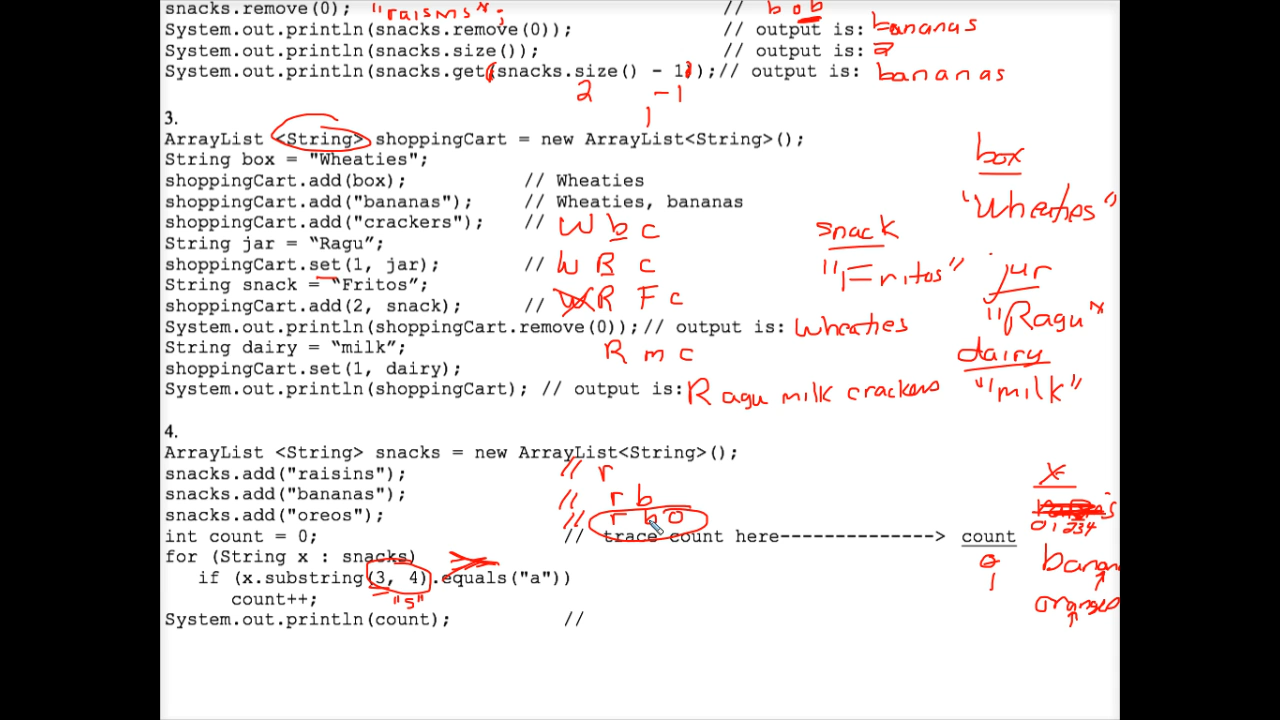 snacks.remove(0); "raisins"; // bob
System.out.println(snacks.remove(0)); // output is: bananas
System.out.println(snacks.size()); // output is: 2
System.out.println(snacks.get(snacks.size() - 1));// output is: bananas
2 -1
1
3.
ArrayList <String> shoppingCart = new ArrayList<String>();
String box = "Wheaties"; box
shoppingCart.add(box); // Wheaties
shoppingCart.add("bananas"); // Wheaties, bananas "Wheaties"
shoppingCart.add("crackers"); // W b c snack
String jar = “Ragu”;
shoppingCart.set(1, jar); // W R c "Fritos" jar
String snack = “Fritos”;
shoppingCart.add(2, snack); // W R F c "Ragu"
System.out.println(shoppingCart.remove(0));// output is: Wheaties
String dairy = “milk”; R m c dairy
shoppingCart.set(1, dairy);
System.out.println(shoppingCart); // output is: Ragu milk crackers "milk"
4.
ArrayList <String> snacks = new ArrayList<String>();
snacks.add("raisins"); // r x
snacks.add("bananas"); // r b
snacks.add("oreos"); // r b o
int count = 0; // trace count here--------------> count 01234
for (String x : snacks) 0 banan
if (x.substring(3, 4).equals("a")) 1
count++; "s" oranges
System.out.println(count); //